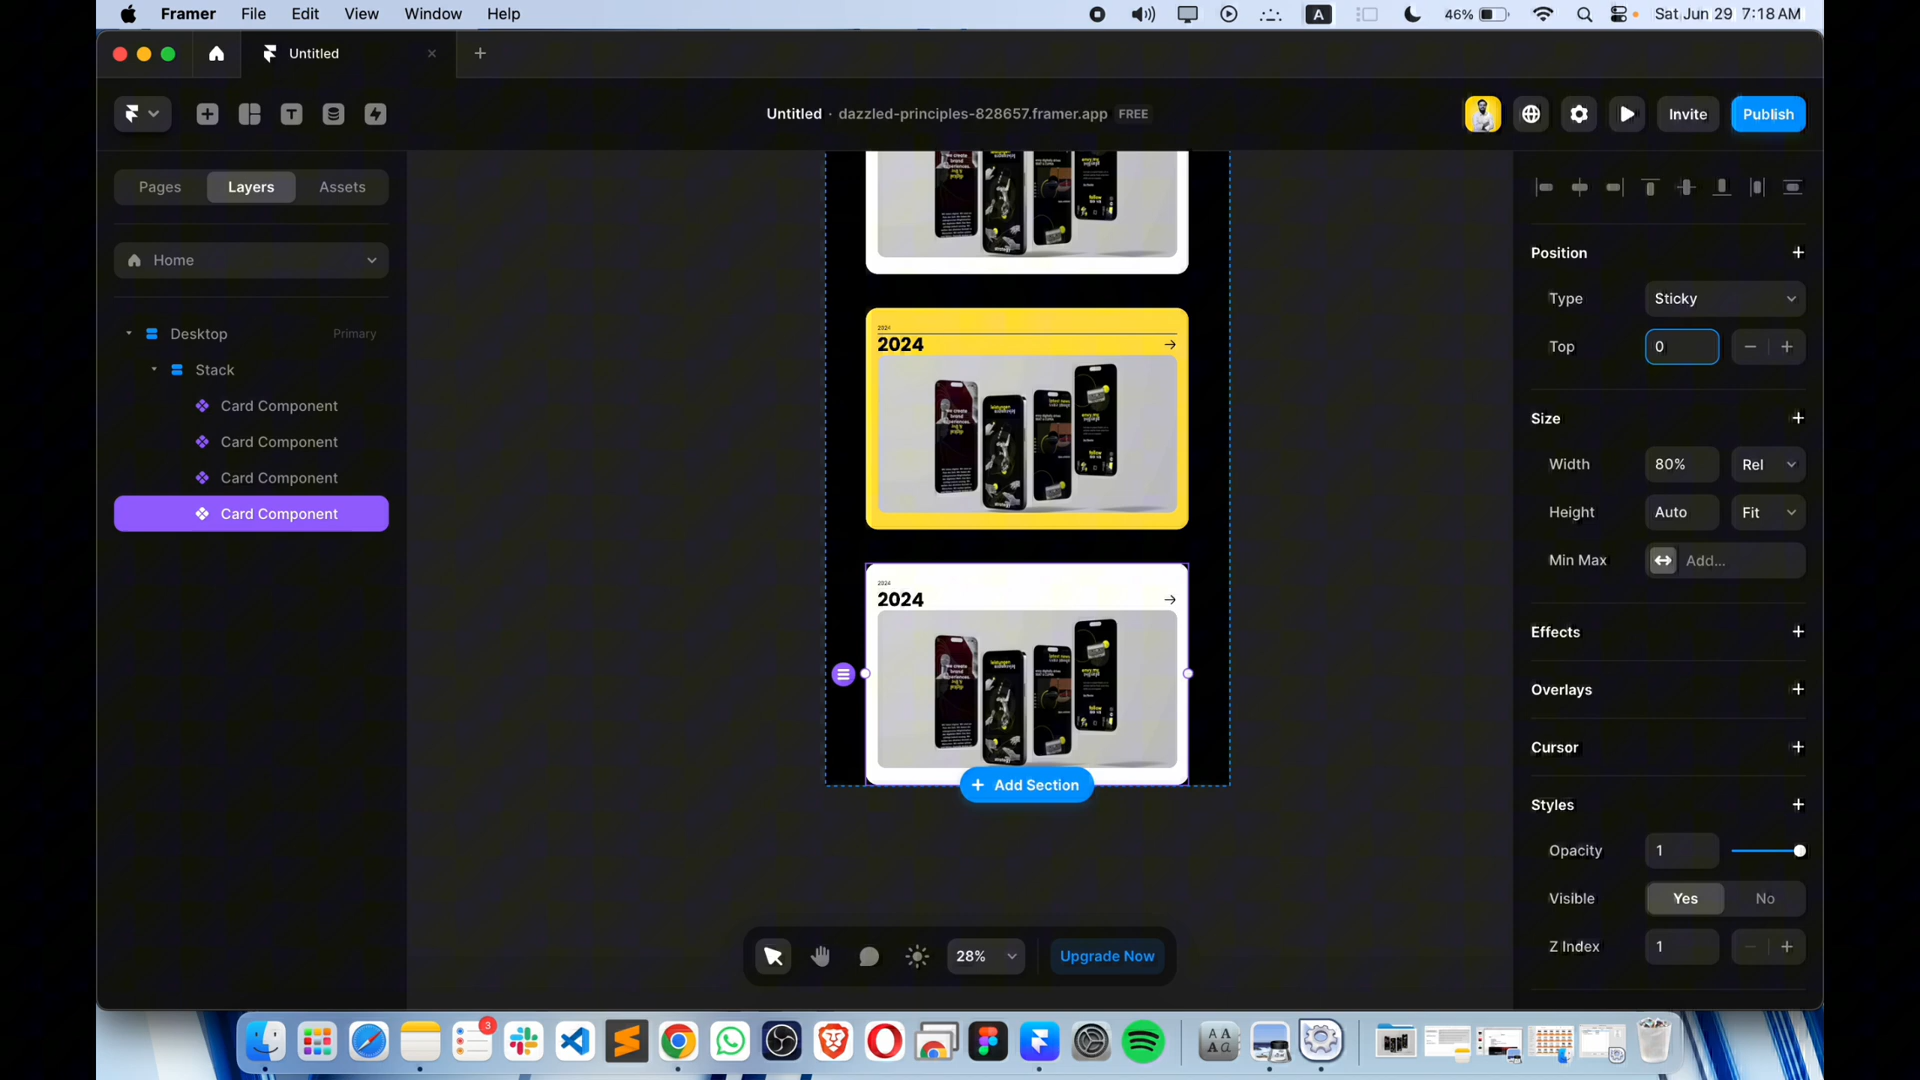 Framer File Edit View Window Help
A 46% Sat Jun 29 7:18 AM
Untitled
Untitled · dazzled-principles-828657.framer.app FREE
Invite
Publish
Pages Layers Assets
Home
Desktop Primary
Stack
Card Component
Card Component
Card Component
Card Component
2024
2024
2024
2024
Add Section
28%
Upgrade Now
Position
Type Sticky
Top 0
Size
Width 80% Rel
Height Auto Fit
Min Max Add...
Effects
Overlays
Cursor
Styles
Opacity 1
Visible Yes No
Z Index 1
3